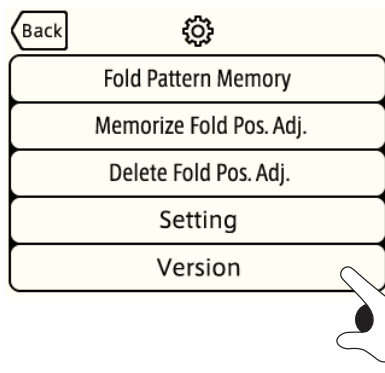 Back
Fold Pattern Memory
Memorize Fold Pos. Adj.
Delete Fold Pos. Adj.
Setting
Version